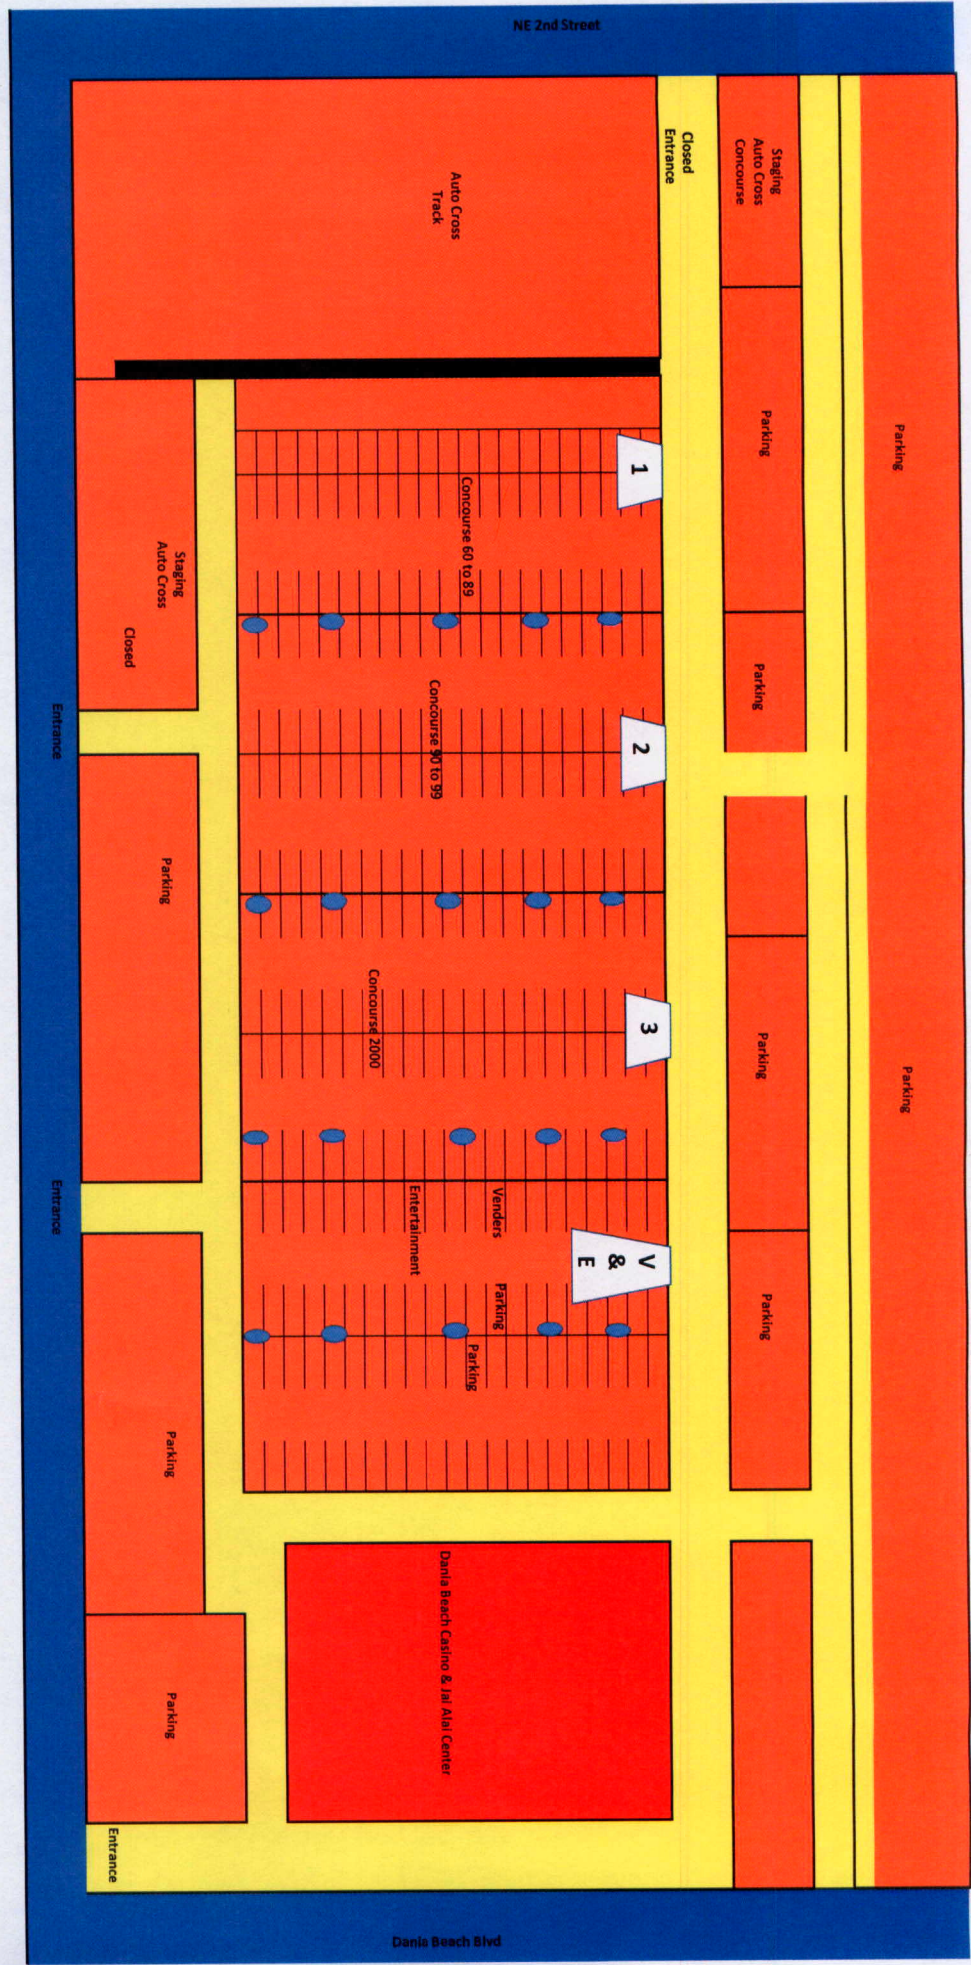 NE 2nd Street
Closed
Entrance
Staging
Auto Cross
Concourse
Auto Cross
Track
Parking
Parking
1
Concourse 60 to 89
Staging
Auto Cross
Closed
Entrance
Parking
2
Concourse 90 to 99
Parking
3
Concourse 2000
Parking
Parking
Entrance
Venders
Entertainment
V
&
E
Parking
Parking
Parking
Parking
Dania Beach Casino & Jai Alai Center
Parking
Entrance
Dania Beach Blvd